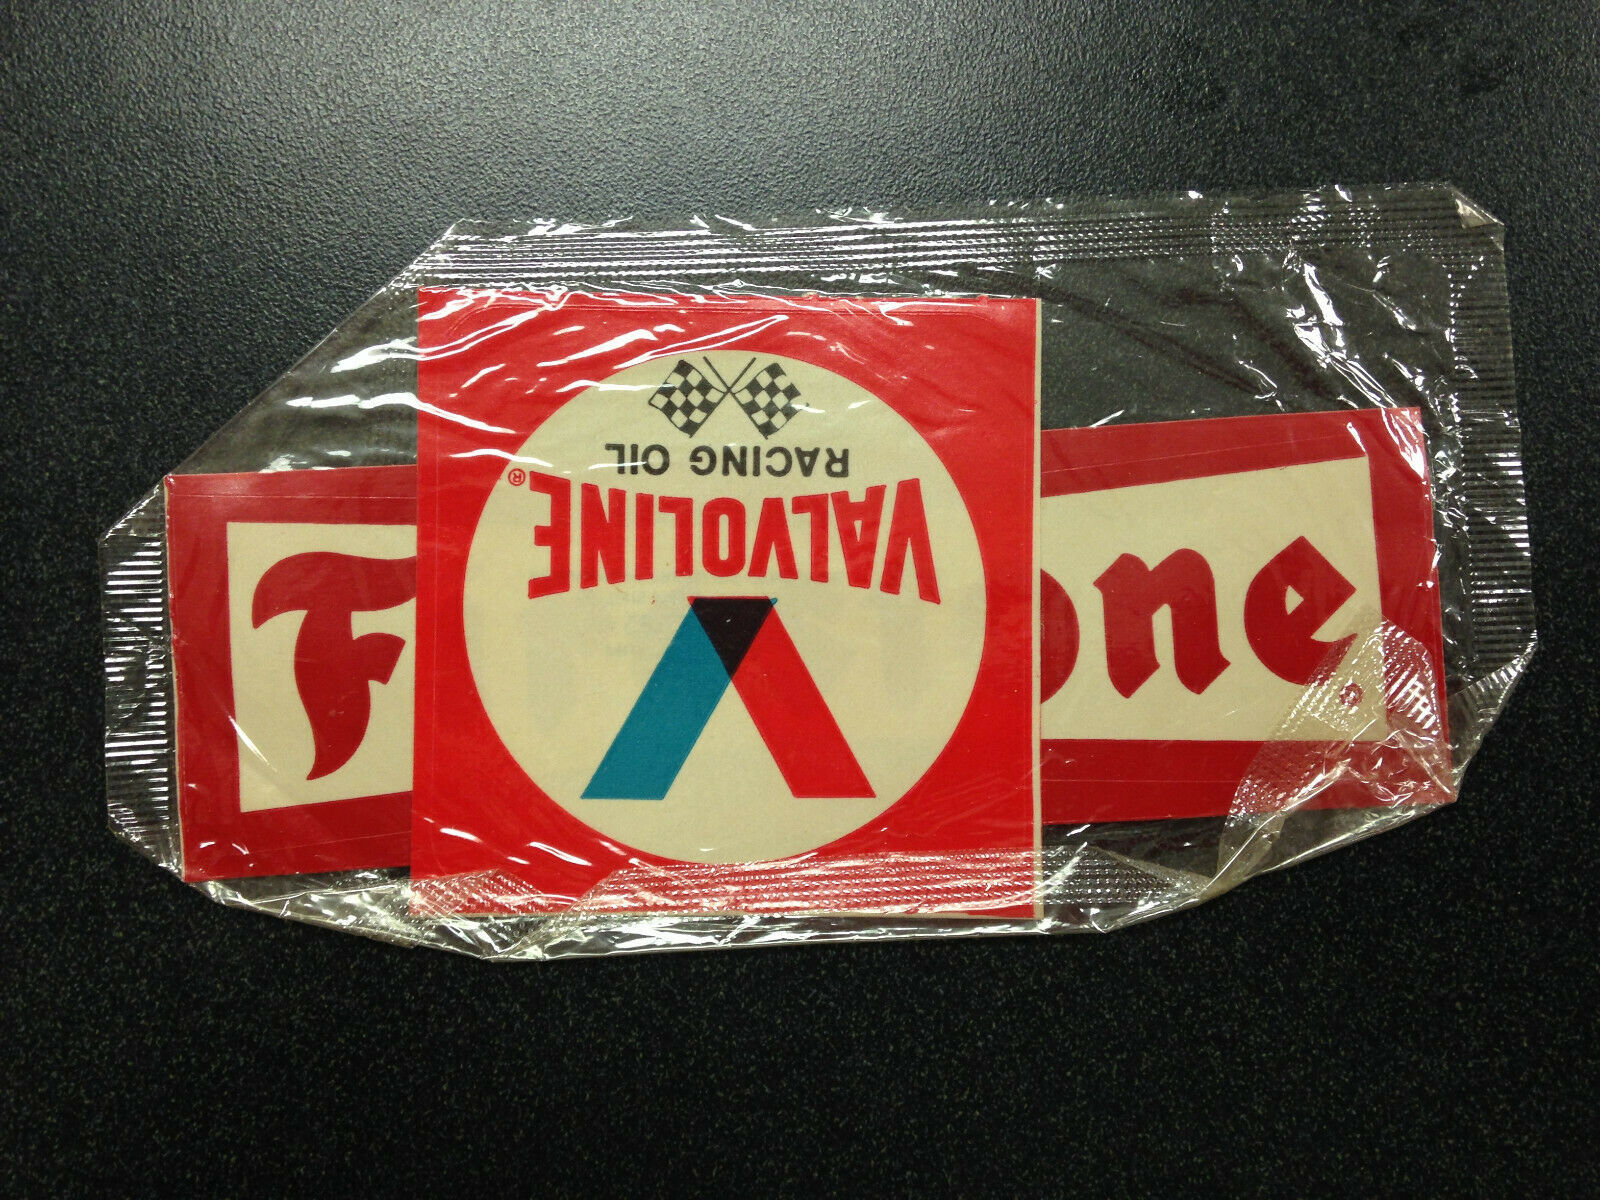 F one ®
VALVOLINE®
RACING OIL